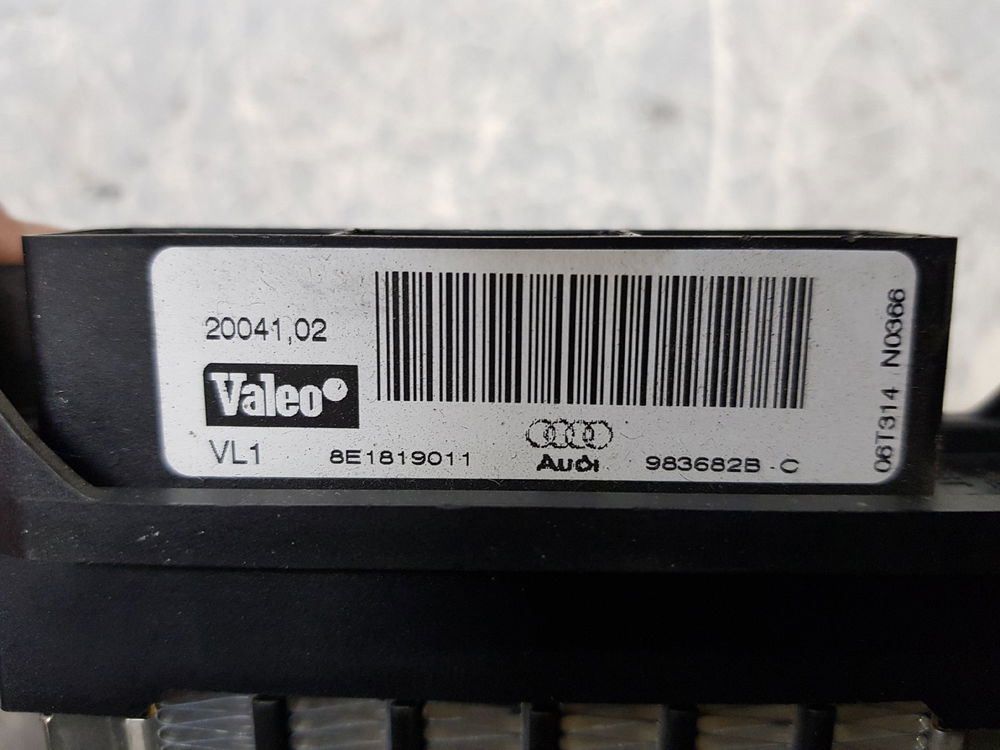 20041,02
Valeo
VL1
8E1819011
Audi
983682B - C
06T314 N0366